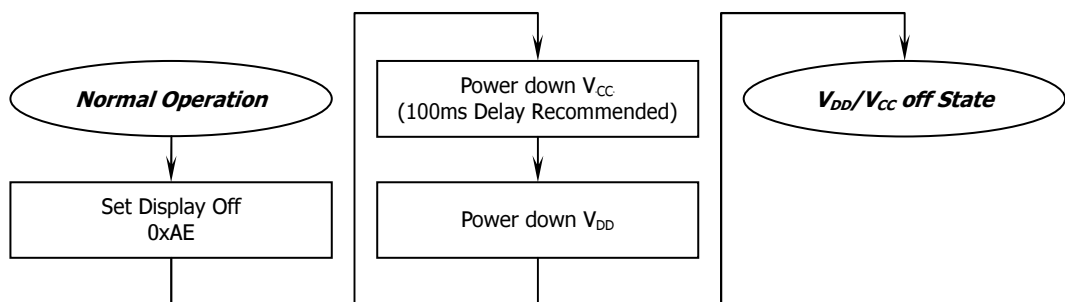 Normal Operation
Set Display Off
0xAE
Power down VCC
(100ms Delay Recommended)
Power down VDD
VDD/VCC off State